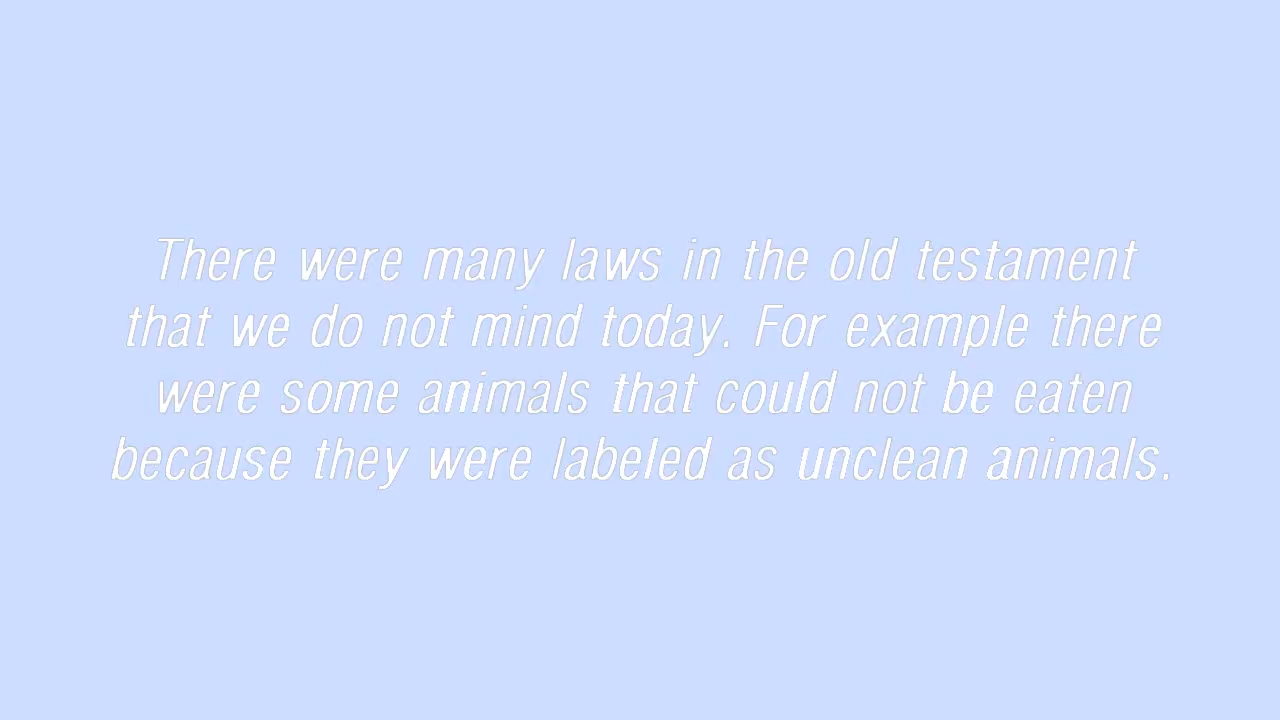 There were many laws in the old testament
that we do not mind today. For example there
were some animals that could not be eaten
because they were labeled as unclean animals.